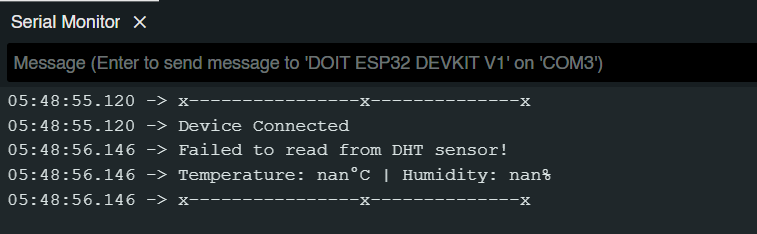 Serial Monitor ×
Message (Enter to send message to 'DOIT ESP32 DEVKIT V1' on 'COM3')
05:48:55.120 -> x----------------x--------------x
05:48:55.120 -> Device Connected
05:48:56.146 -> Failed to read from DHT sensor!
05:48:56.146 -> Temperature: nan°C | Humidity: nan%
05:48:56.146 -> x----------------x--------------x